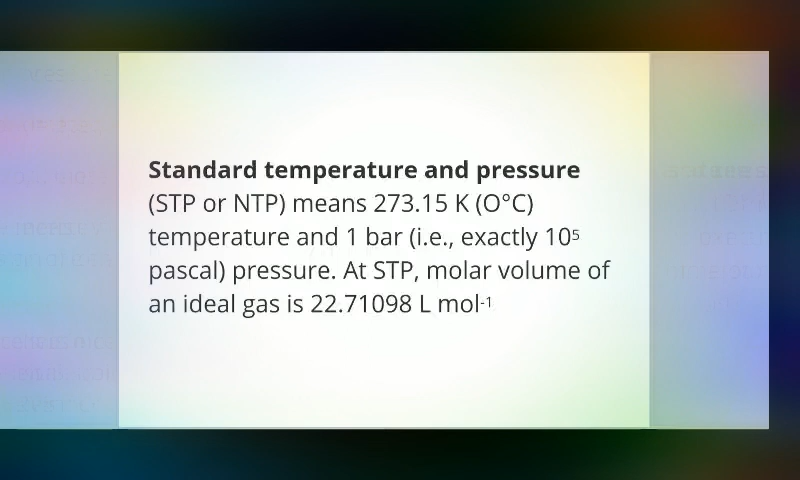 Standard temperature and pressure
(STP or NTP) means 273.15 K (O°C)
temperature and 1 bar (i.e., exactly 10⁵
pascal) pressure. At STP, molar volume of
an ideal gas is 22.71098 L mol⁻¹